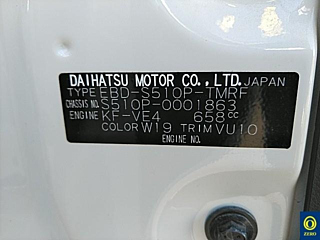 DAIHATSU MOTOR CO., LTD. JAPAN
TYPE EBD-S510P-TMRF
CHASSIS NO. S510P-0001863
ENGINE KF-VE4 658cc
COLOR W19 TRIM VU10
ENGINE NO.
ZERO